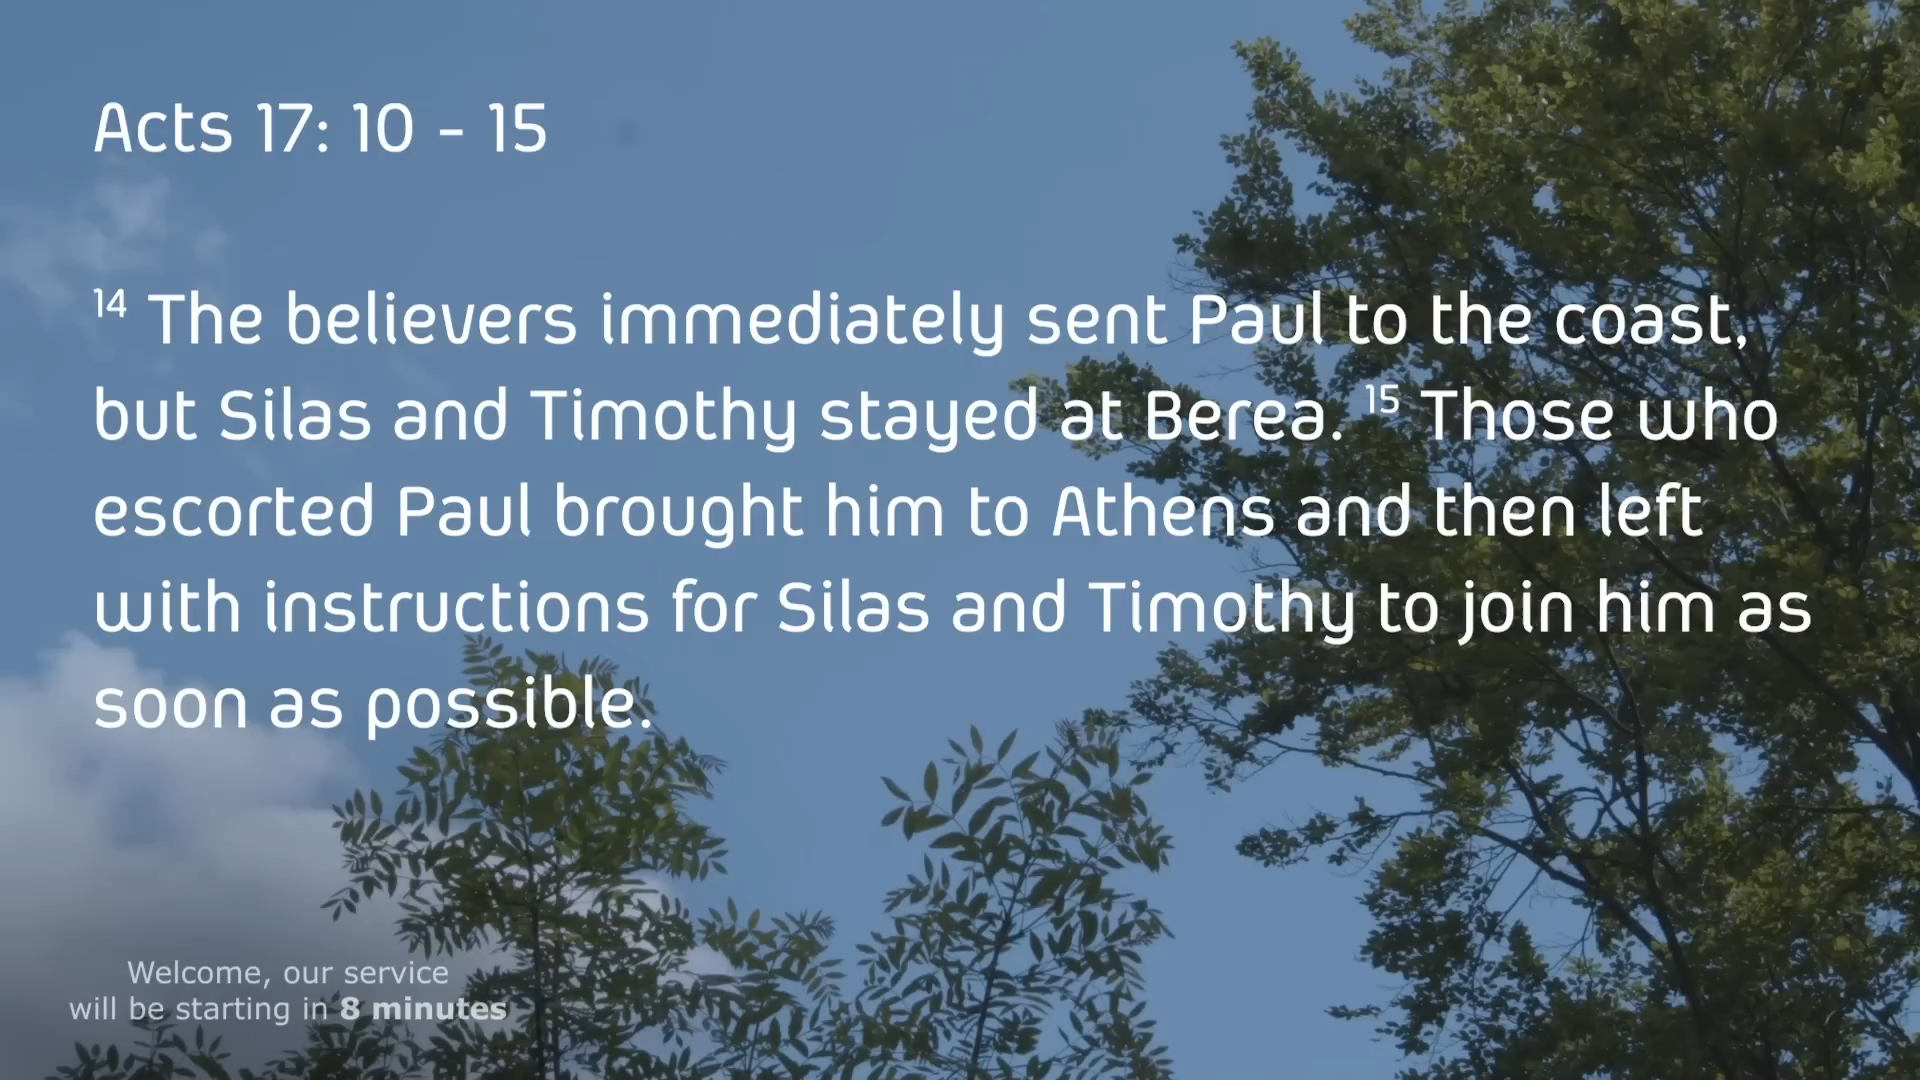 Acts 17: 10 - 15
14 The believers immediately sent Paul to the coast,
but Silas and Timothy stayed at Berea. 15 Those who
escorted Paul brought him to Athens and then left
with instructions for Silas and Timothy to join him as
soon as possible.
Welcome, our service
will be starting in 8 minutes